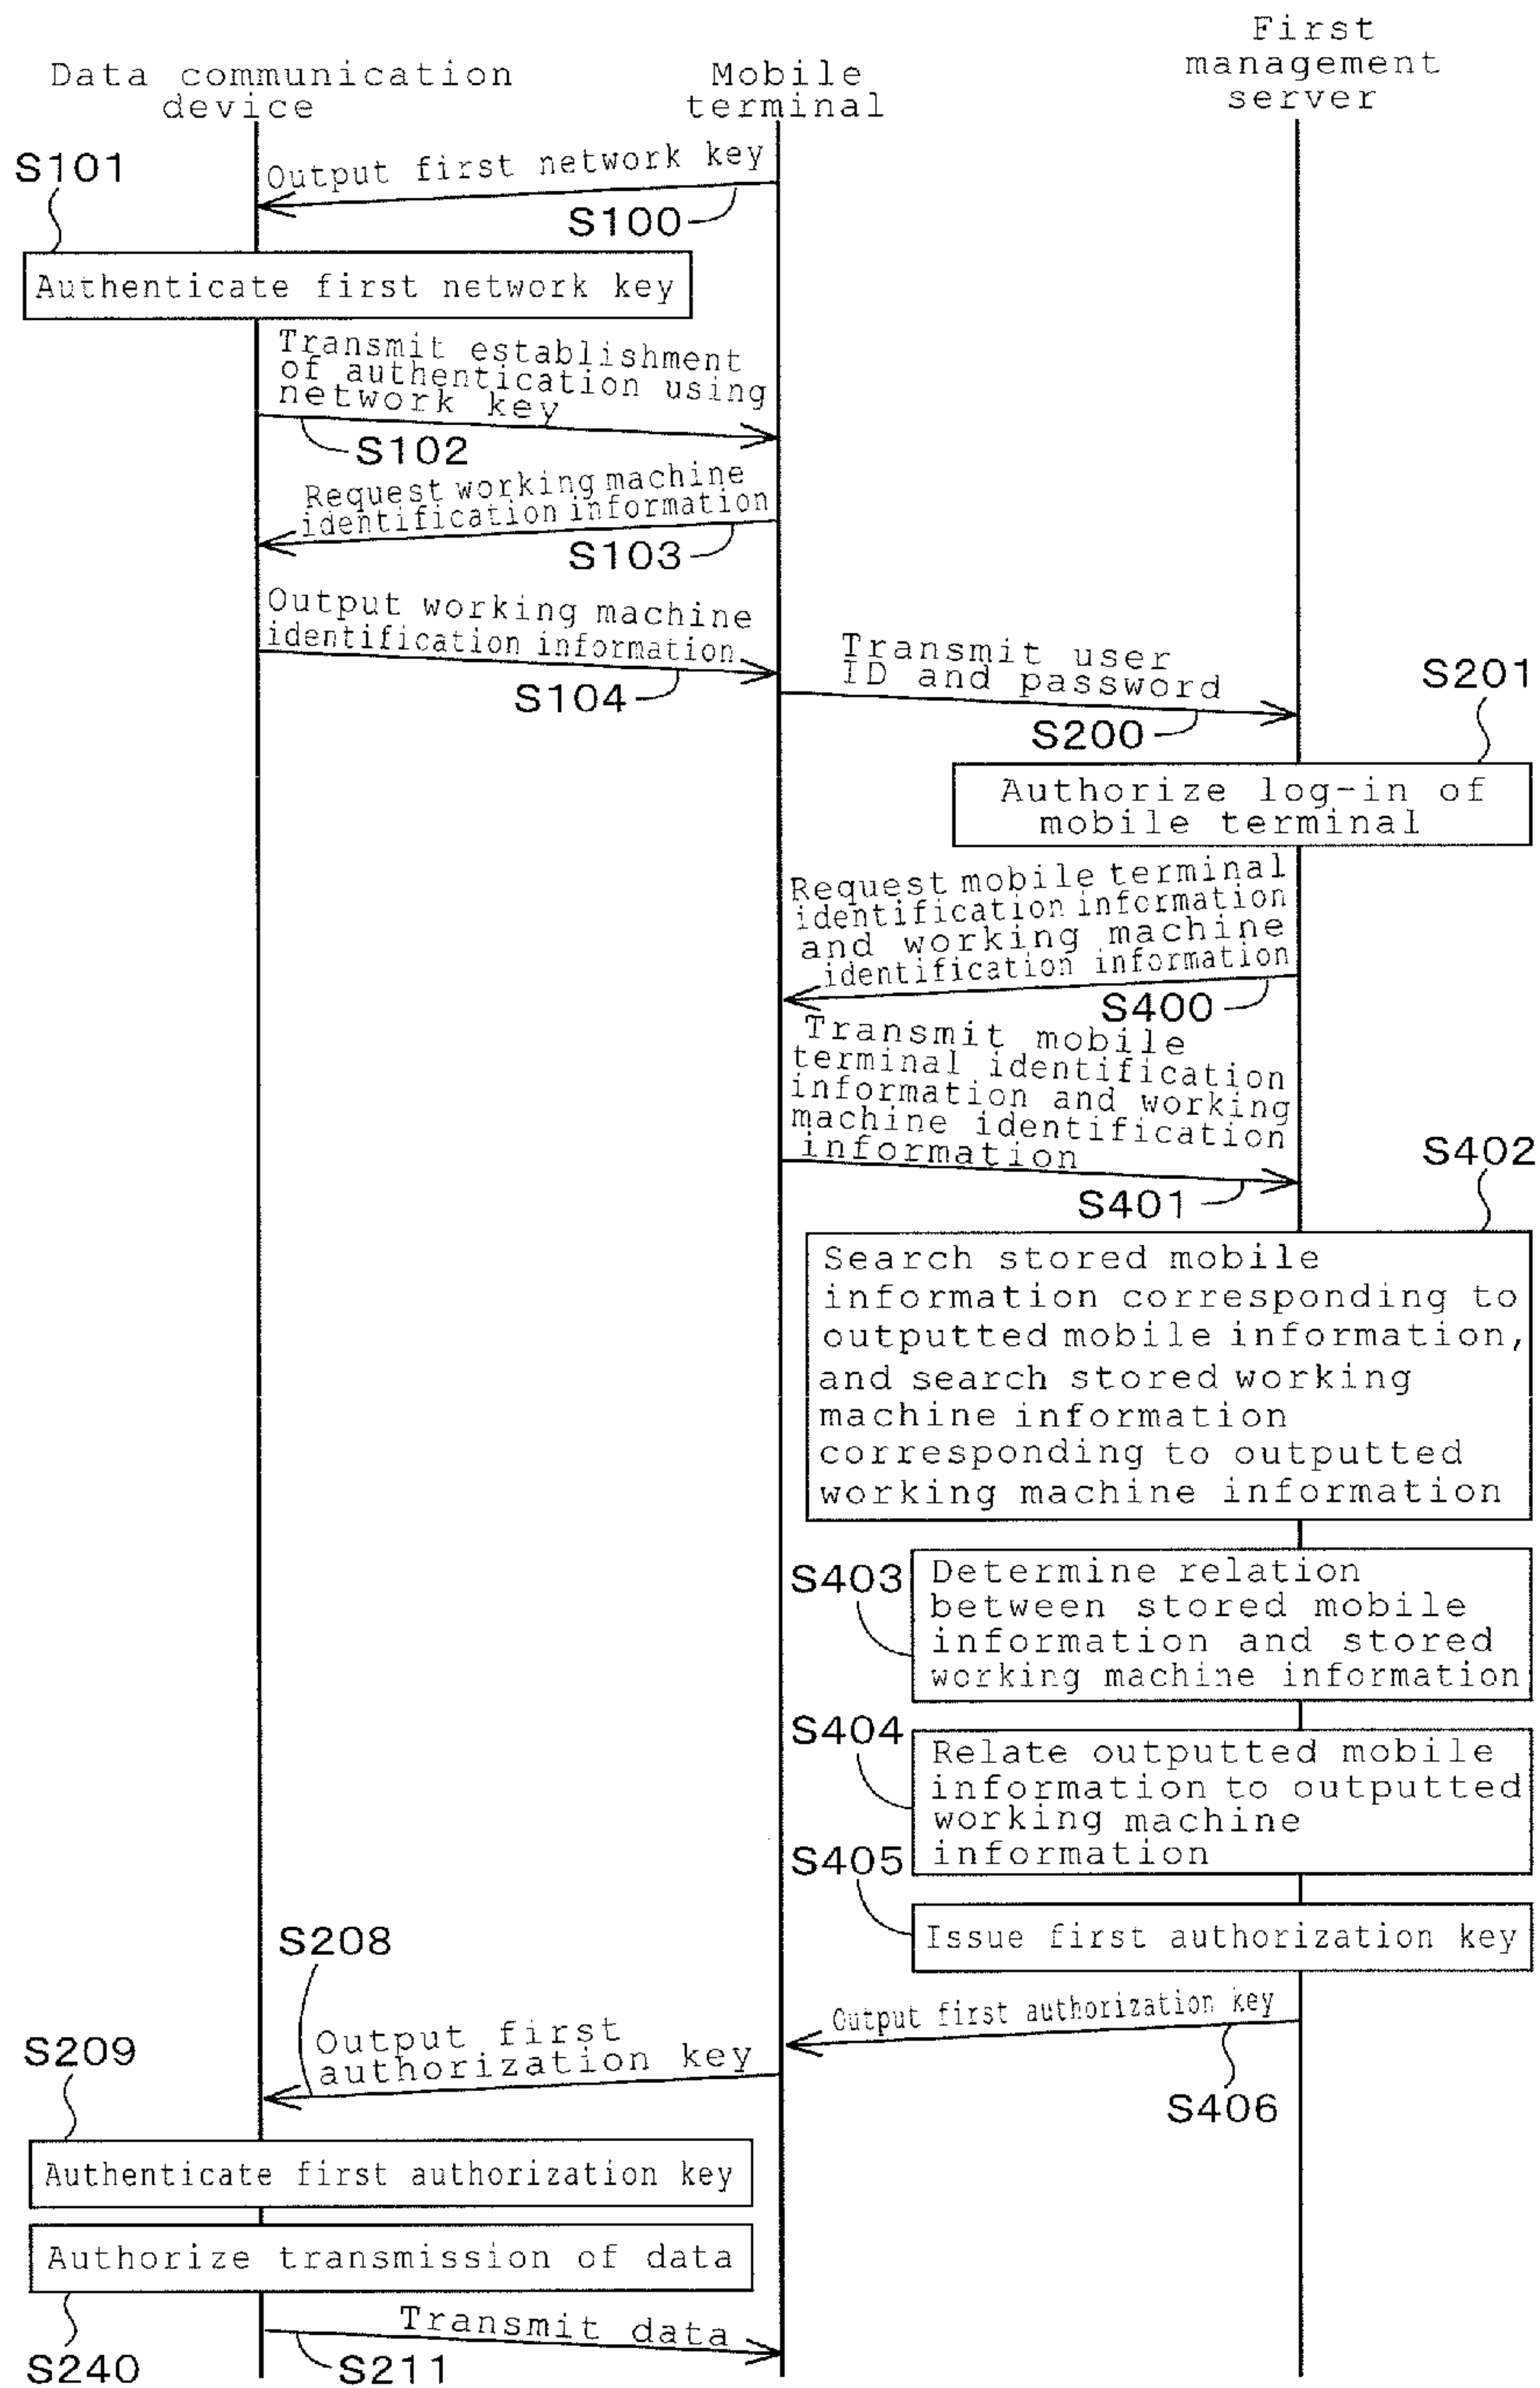 Data communication
device
Mobile
terminal
First
management
server
S101
Output first network key
S100
Authenticate first network key
Transmit establishment
of authentication using
network key
S102
Request working machine
identification information
S103
Output working machine
identification information
S104
Transmit user
ID and password
S200
S201
Authorize log-in of
mobile terminal
Request mobile terminal
identification information
and working machine
identification information
S400
Transmit mobile
terminal identification
information and working
machine identification
information
S401
S402
Search stored mobile
information corresponding to
outputted mobile information,
and search stored working
machine information
corresponding to outputted
working machine information
S403
Determine relation
between stored mobile
information and stored
working machine information
S404
Relate outputted mobile
information to outputted
working machine
information
S405
Issue first authorization key
Output first authorization key
S406
S208
Output first
authorization key
S209
Authenticate first authorization key
Authorize transmission of data
S240
Transmit data
S211